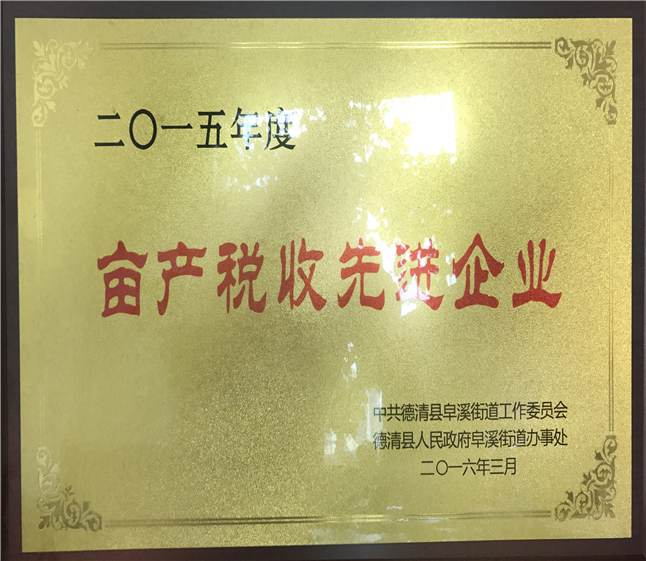 二〇一五年度
亩产税收先进企业
中共德清县阜溪街道工作委员会
德清县人民政府阜溪街道办事处
二〇一六年三月